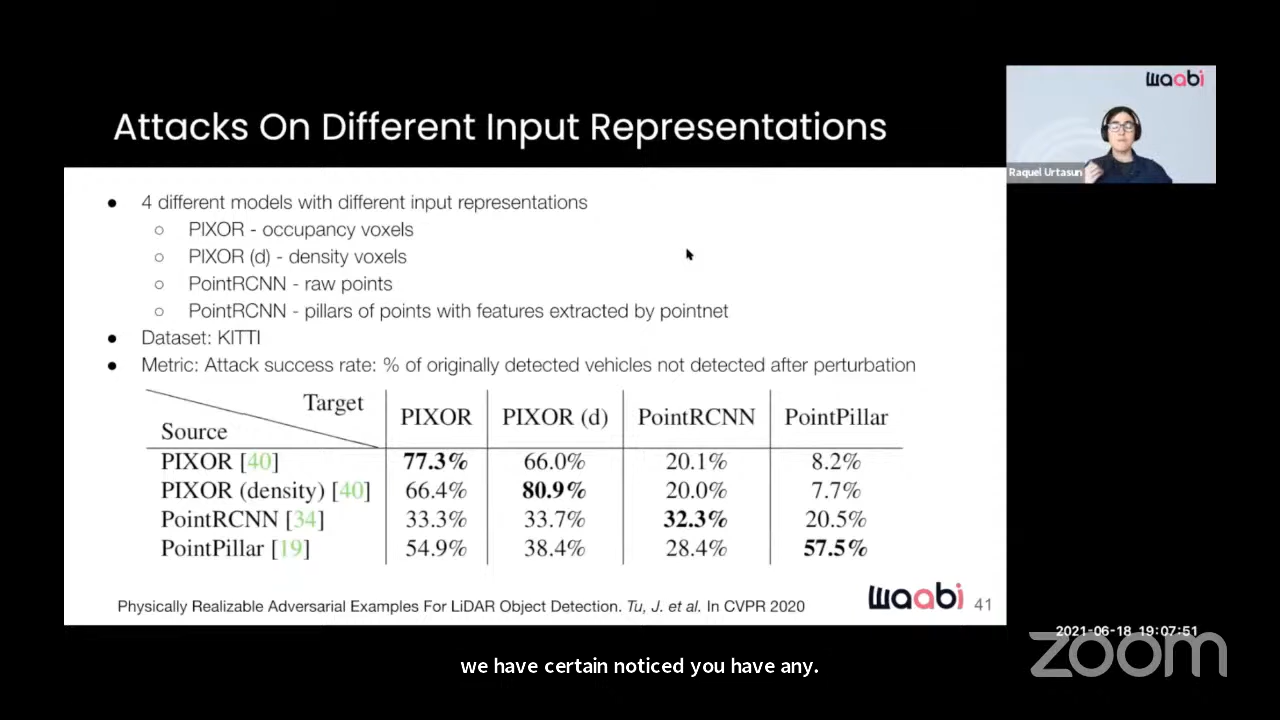 waabi
Raquel Urtasun
Attacks On Different Input Representations
● 4 different models with different input representations
○ PIXOR - occupancy voxels
○ PIXOR (d) - density voxels
○ PointRCNN - raw points
○ PointRCNN - pillars of points with features extracted by pointnet
● Dataset: KITTI
● Metric: Attack success rate: % of originally detected vehicles not detected after perturbation
Target
Source PIXOR PIXOR (d) PointRCNN PointPillar
PIXOR [40] 77.3% 66.0% 20.1% 8.2%
PIXOR (density) [40] 66.4% 80.9% 20.0% 7.7%
PointRCNN [34] 33.3% 33.7% 32.3% 20.5%
PointPillar [19] 54.9% 38.4% 28.4% 57.5%
Physically Realizable Adversarial Examples For LiDAR Object Detection. Tu, J. et al. In CVPR 2020
waabi 41
2021-06-18 19:07:51
zoom
we have certain noticed you have any.